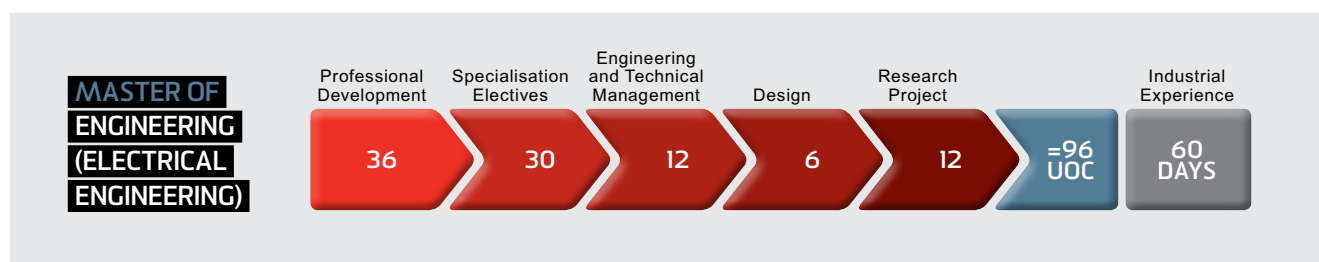 MASTER OF
ENGINEERING
(ELECTRICAL
ENGINEERING)
Professional
Development
36
Specialisation
Electives
30
Engineering
and Technical
Management
12
Design
6
Research
Project
12
=96
UOC
Industrial
Experience
60
DAYS